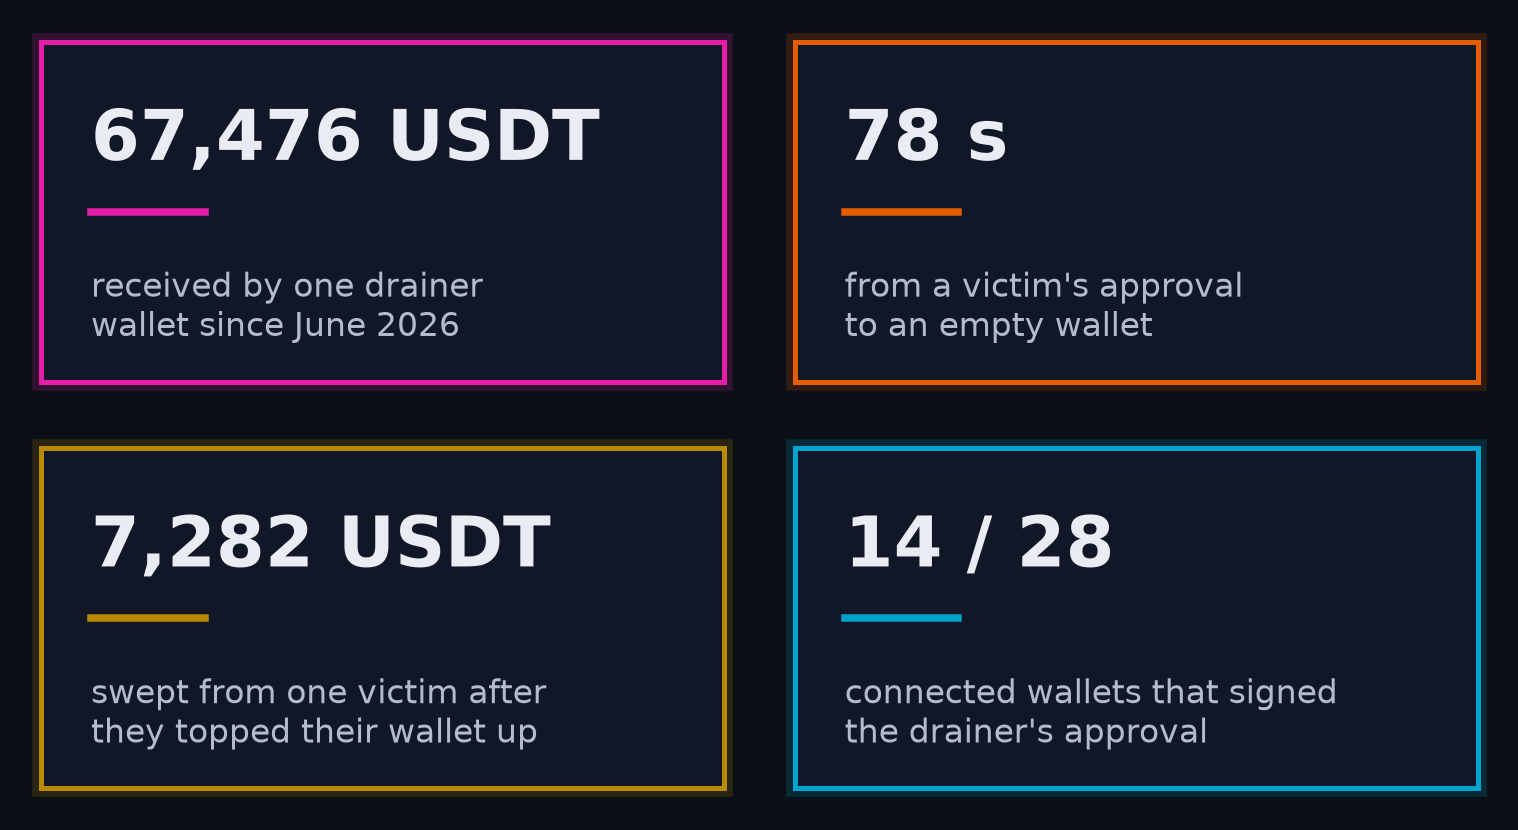 67,476 USDT
received by one drainer
wallet since June 2026
78 s
from a victim's approval
to an empty wallet
7,282 USDT
swept from one victim after
they topped their wallet up
14 / 28
connected wallets that signed
the drainer's approval